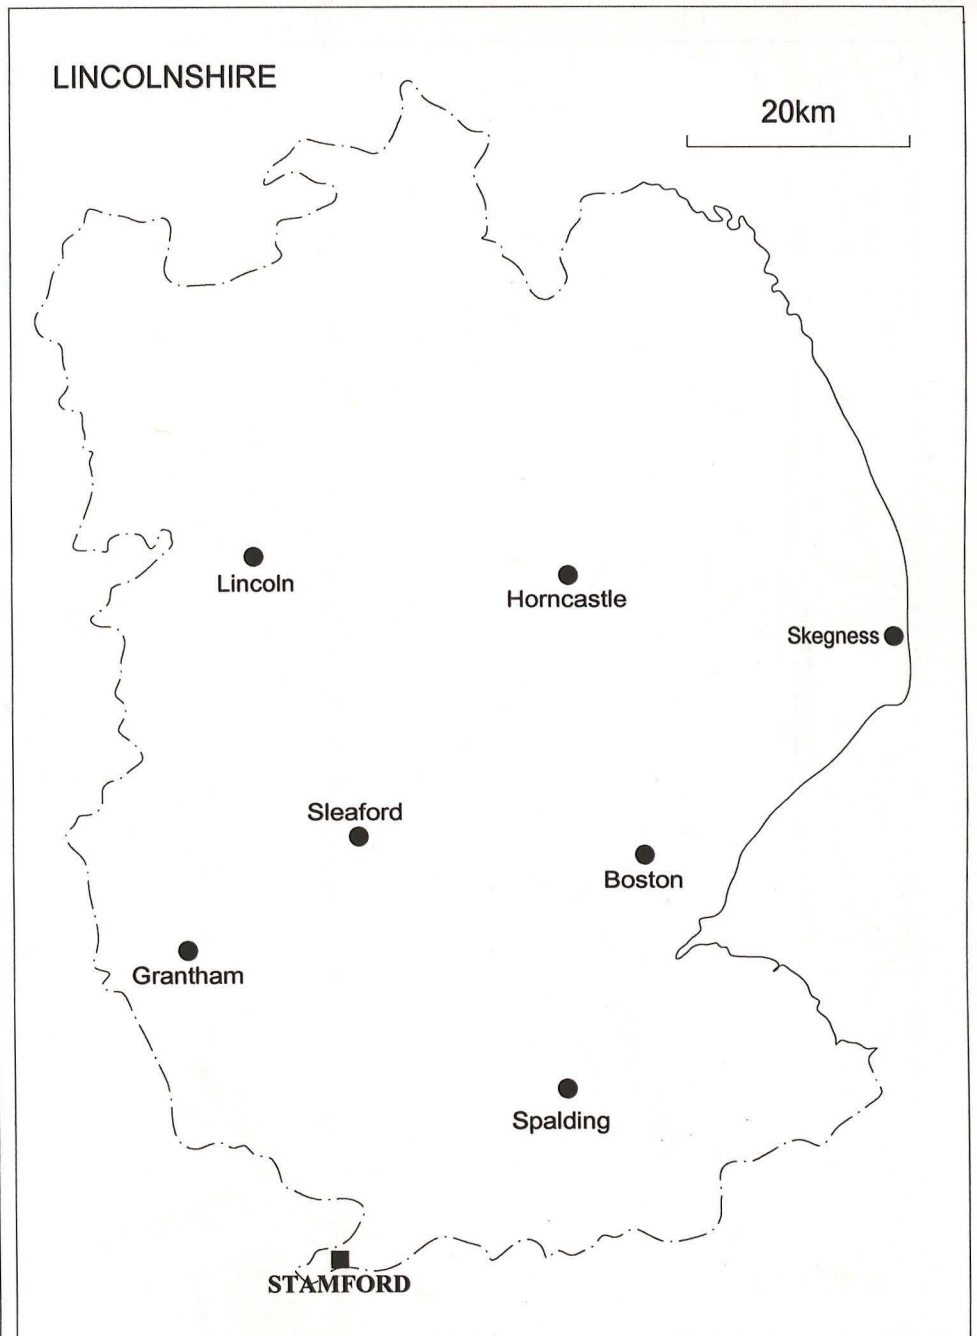 LINCOLNSHIRE
20km
Lincoln
Horncastle
Skegness
Sleaford
Boston
Grantham
Spalding
STAMFORD